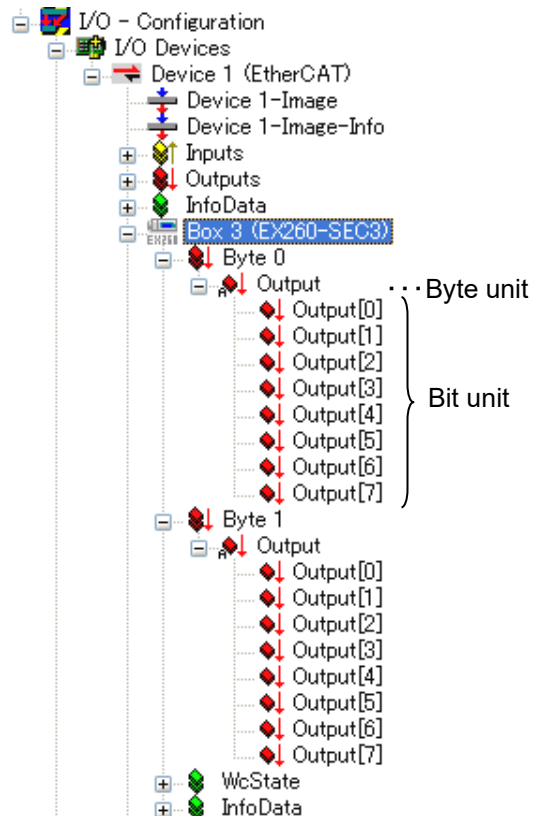 I/O - Configuration
I/O Devices
Device 1 (EtherCAT)
Device 1-Image
Device 1-Image-Info
Inputs
Outputs
InfoData
EX260 Box 3 (EX260-SEC3)
Byte 0
A Output ···Byte unit
Output[0]
Output[1]
Output[2]
Output[3]
Output[4]
Output[5]
Output[6]
Output[7]
Bit unit
Byte 1
A Output
Output[0]
Output[1]
Output[2]
Output[3]
Output[4]
Output[5]
Output[6]
Output[7]
WcState
InfoData